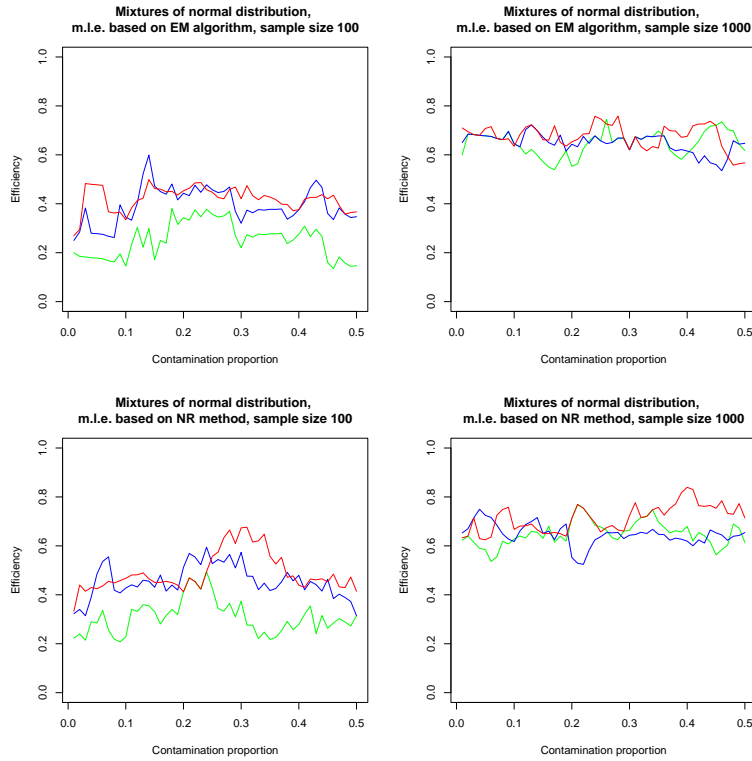 Mixtures of normal distribution,
m.l.e. based on EM algorithm, sample size 100
Efficiency
1.0
0.8
0.6
0.4
0.2
0.0
0.0 0.1 0.2 0.3 0.4 0.5
Contamination proportion
Mixtures of normal distribution,
m.l.e. based on EM algorithm, sample size 1000
Efficiency
1.0
0.8
0.6
0.4
0.2
0.0
0.0 0.1 0.2 0.3 0.4 0.5
Contamination proportion
Mixtures of normal distribution,
m.l.e. based on NR method, sample size 100
Efficiency
1.0
0.8
0.6
0.4
0.2
0.0
0.0 0.1 0.2 0.3 0.4 0.5
Contamination proportion
Mixtures of normal distribution,
m.l.e. based on NR method, sample size 1000
Efficiency
1.0
0.8
0.6
0.4
0.2
0.0
0.0 0.1 0.2 0.3 0.4 0.5
Contamination proportion